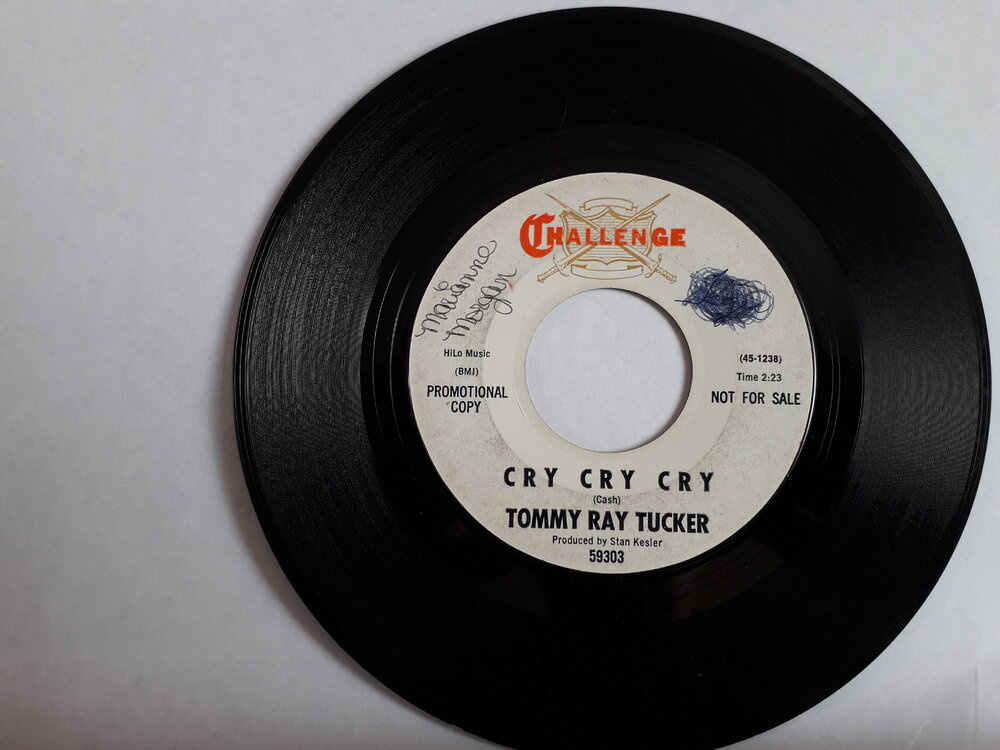 CHALLENGE
Marianne
Morgan
HiLo Music
(BMI)
PROMOTIONAL
COPY
(45-1238)
Time 2:23
NOT FOR SALE
CRY CRY CRY
(Cash)
TOMMY RAY TUCKER
Produced by Stan Kesler
59303